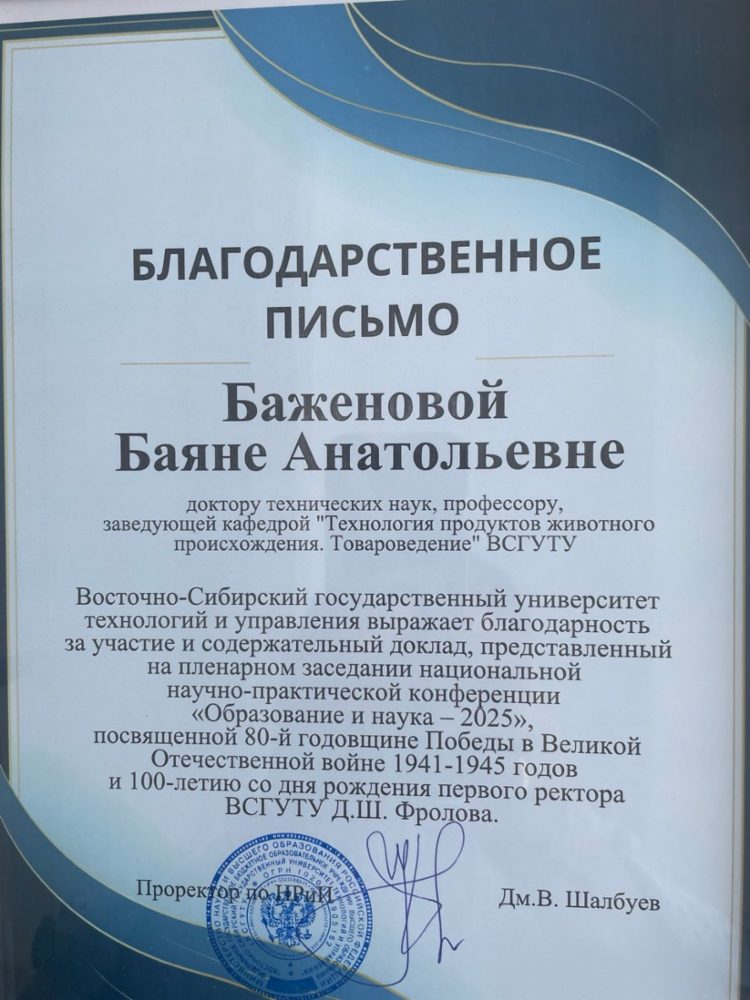 БЛАГОДАРСТВЕННОЕ
ПИСЬМО
Баженовой
Баяне Анатольевне
доктору технических наук, профессору,
заведующей кафедрой "Технология продуктов животного
происхождения. Товароведение" ВСГУТУ
Восточно-Сибирский государственный университет
технологий и управления выражает благодарность
за участие и содержательный доклад, представленный
на пленарном заседании национальной
научно-практической конференции
«Образование и наука – 2025»,
посвященной 80-й годовщине Победы в Великой
Отечественной войне 1941-1945 годов
и 100-летию со дня рождения первого ректора
ВСГУТУ Д.Ш. Фролова.
Проректор по НРиИ
Дм.В. Шалбуев